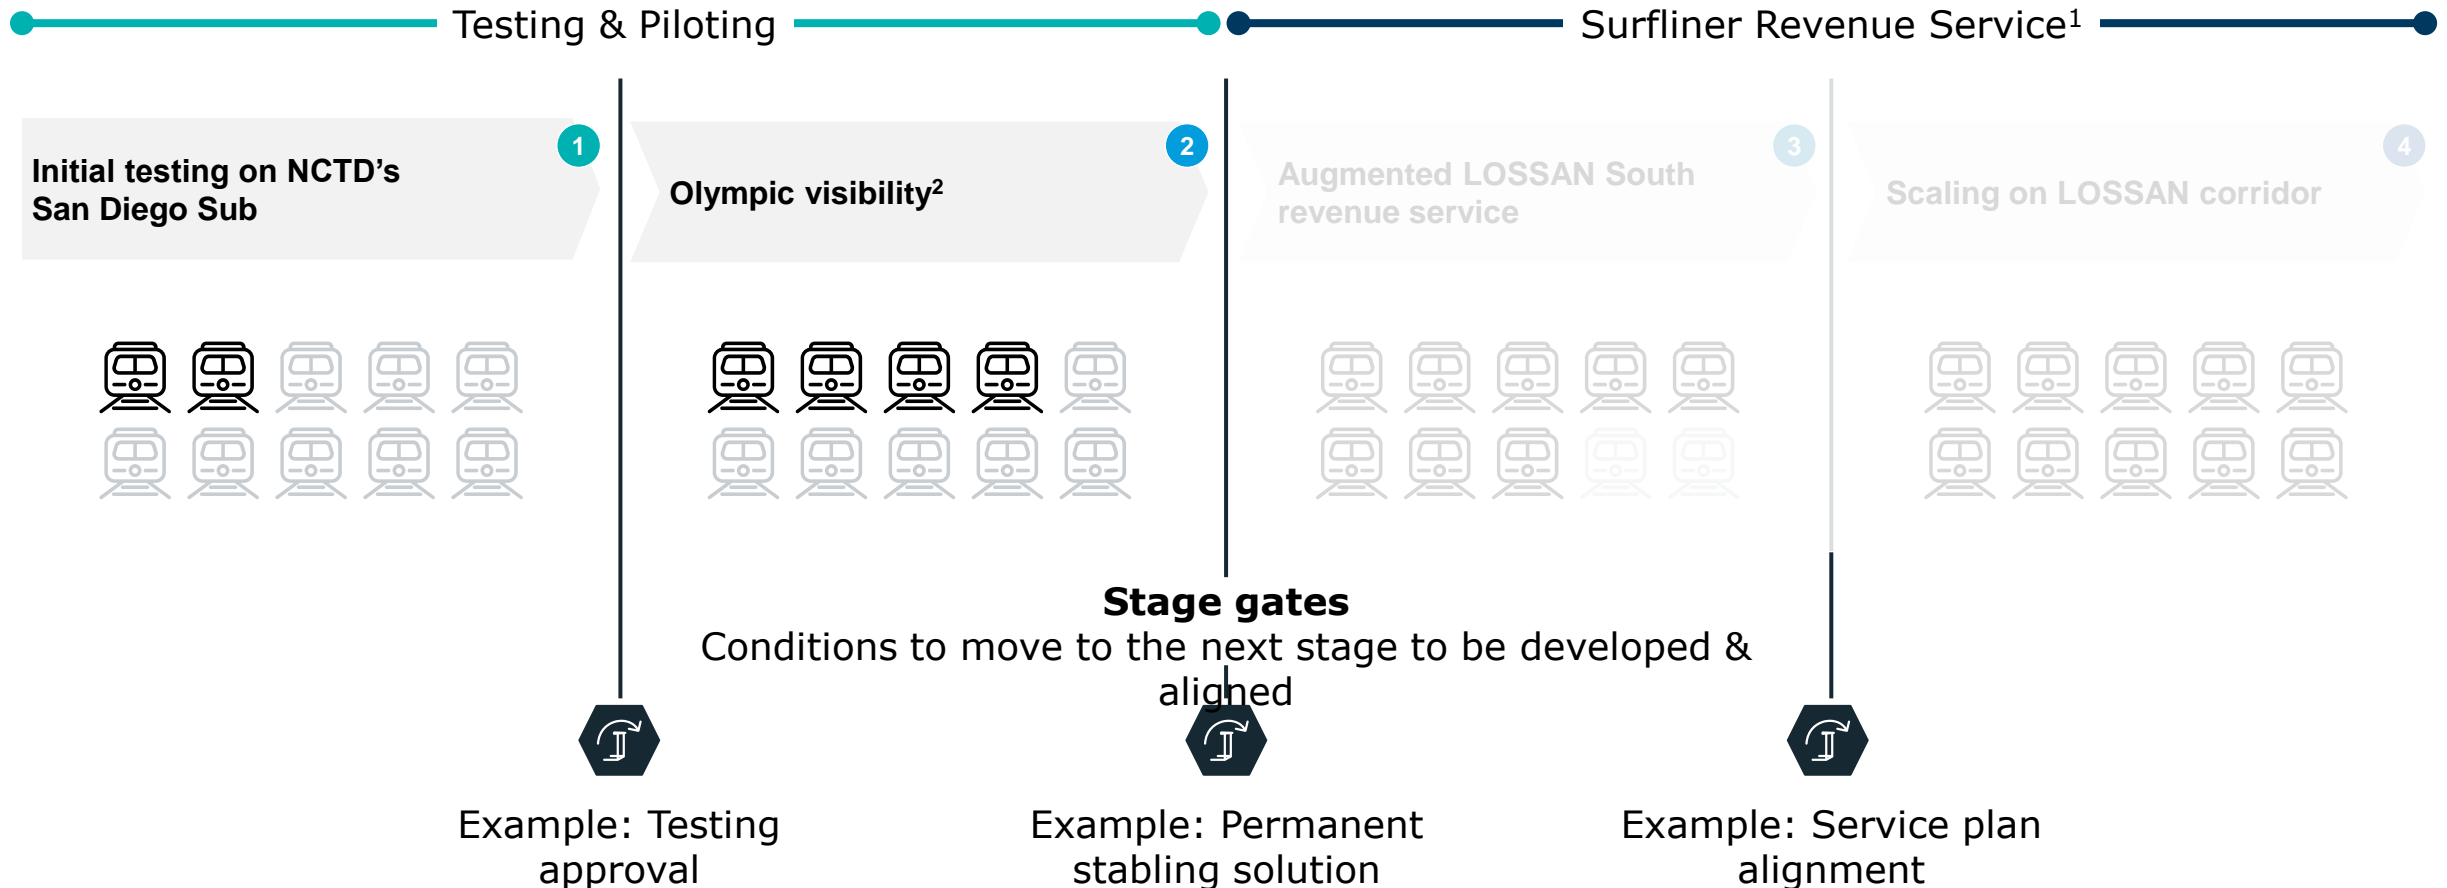 Testing & Piloting
Surfliner Revenue Service¹
1
Initial testing on NCTD’s
San Diego Sub
2
Olympic visibility²
3
Augmented LOSSAN South
revenue service
4
Scaling on LOSSAN corridor
Stage gates
Conditions to move to the next stage to be developed &
aligned
Example: Testing
approval
Example: Permanent
stabling solution
Example: Service plan
alignment